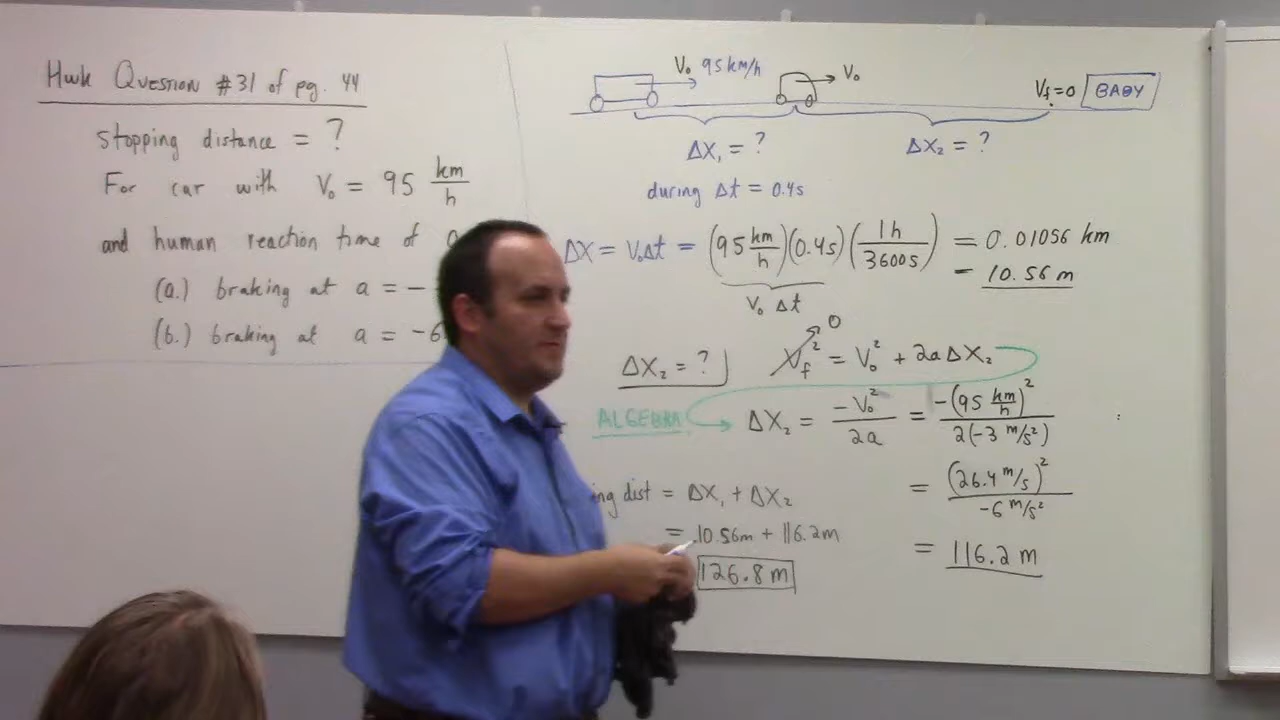 Hwk Question #31 of pg. 44
stopping distance = ?
For car with V₀ = 95 km/h
and human reaction time of
(a.) braking at a = -
(b.) braking at a = -6
V₀ 95 km/h
V₀
V_f = 0
BABY
ΔX₁ = ?
ΔX₂ = ?
during Δt = 0.4s
ΔX = V₀Δt = (95 km/h)(0.4s)(1h/3600s) = 0.01056 km
= 10.56 m
V₀ Δt
0
ΔX₂ = ?
V_f² = V₀² + 2aΔX₂
ALGEBRA
ΔX₂ = -V₀²/2a = -(95 km/h)²/2(-3 m/s²)
= (26.4 m/s)²/-6 m/s²
= 116.2 m
ing dist = ΔX₁ + ΔX₂
= 10.56m + 116.2m
126.8 m